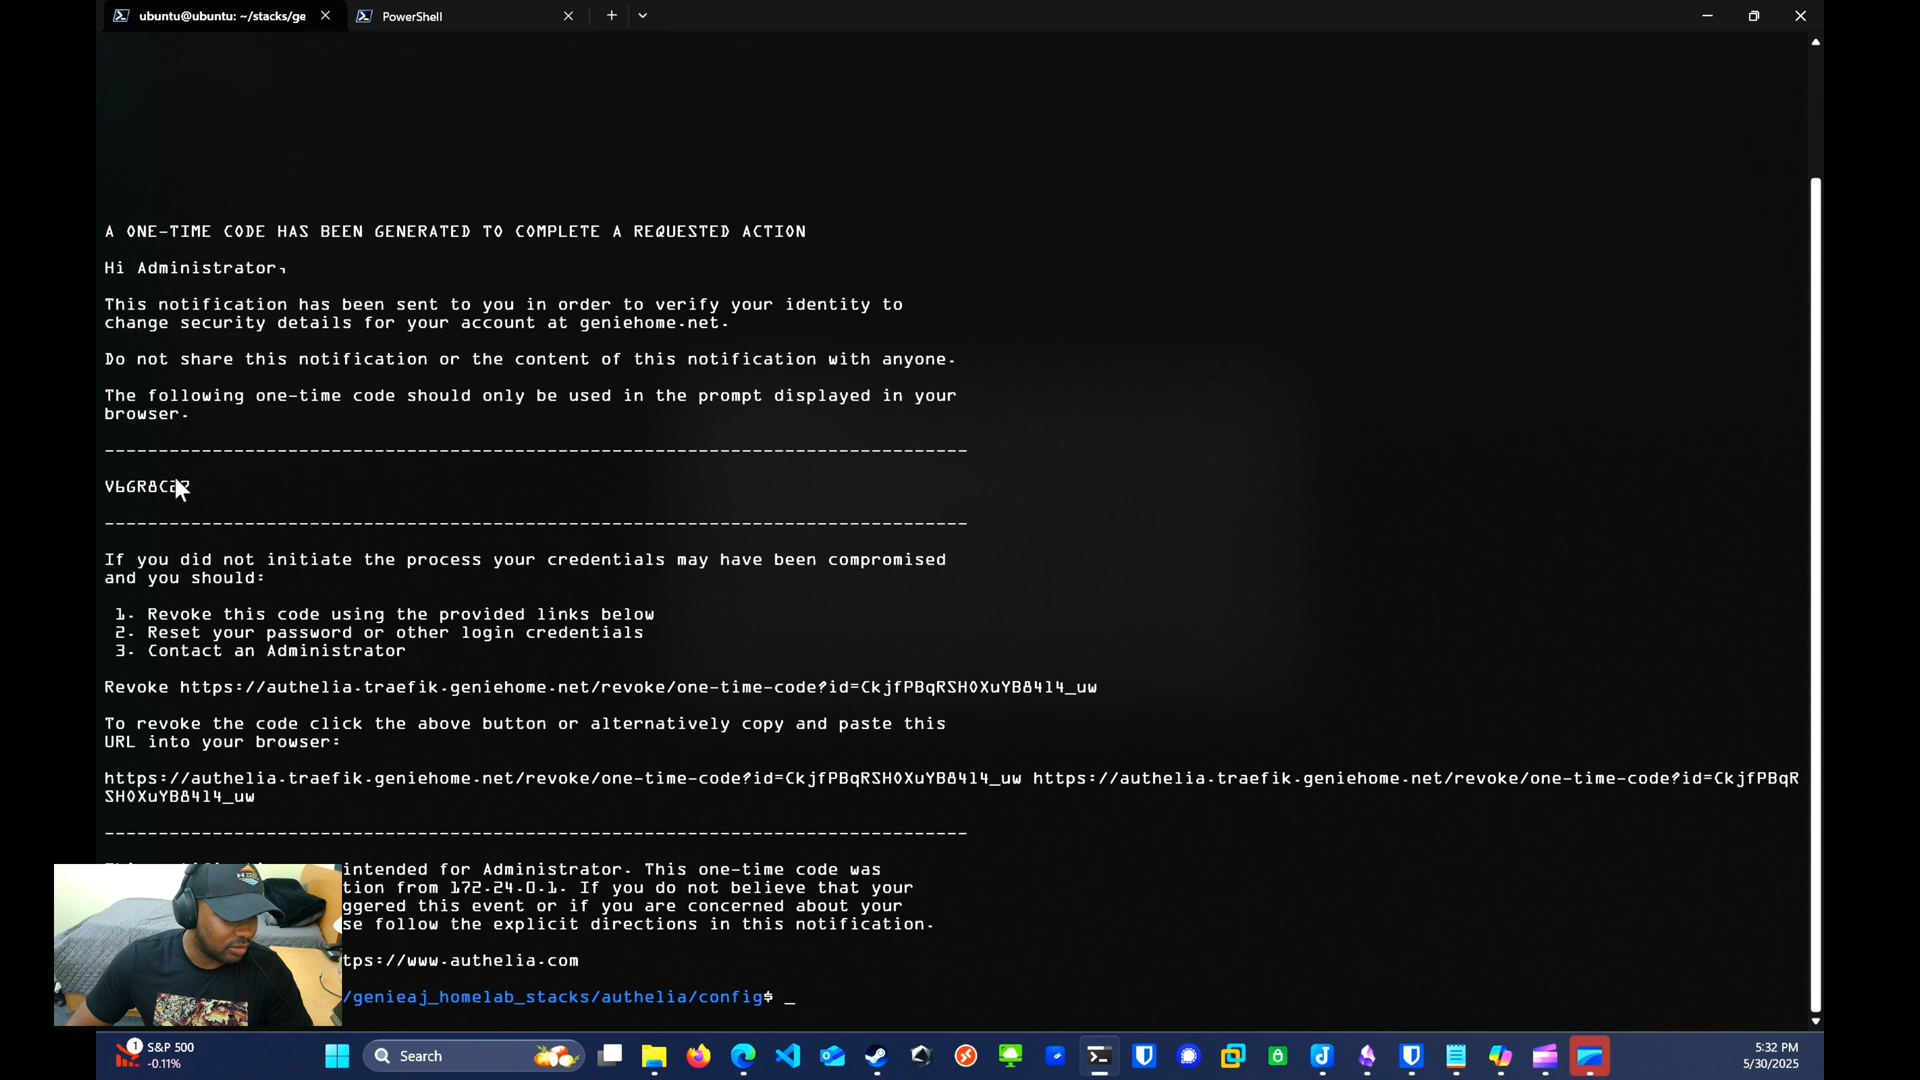 ubuntu@ubuntu: ~/stacks/ge
PowerShell
A ONE-TIME CODE HAS BEEN GENERATED TO COMPLETE A REQUESTED ACTION
Hi Administrator,
This notification has been sent to you in order to verify your identity to
change security details for your account at geniehome.net.
Do not share this notification or the content of this notification with anyone.
The following one-time code should only be used in the prompt displayed in your
browser.
--------------------------------------------------------------------------------
--------------------------------------------------------------------------------
If you did not initiate the process your credentials may have been compromised
and you should:
1. Revoke this code using the provided links below
2. Reset your password or other login credentials
3. Contact an Administrator
Revoke https://authelia.traefik.geniehome.net/revoke/one-time-code?id=CkjfPBqRSH0XuYB84l4_uw
To revoke the code click the above button or alternatively copy and paste this
URL into your browser:
https://authelia.traefik.geniehome.net/revoke/one-time-code?id=CkjfPBqRSH0XuYB84l4_uw https://authelia.traefik.geniehome.net/revoke/one-time-code?id=CkjfPBqR
SH0XuYB84l4_uw
--------------------------------------------------------------------------------
intended for Administrator. This one-time code was
tion from 172.24.0.1. If you do not believe that your
ggered this event or if you are concerned about your
se follow the explicit directions in this notification.
tps://www.authelia.com
/genieaj_homelab_stacks/authelia/config$ _
1
S&P 500
-0.11%
Search
5:32 PM
5/30/2025